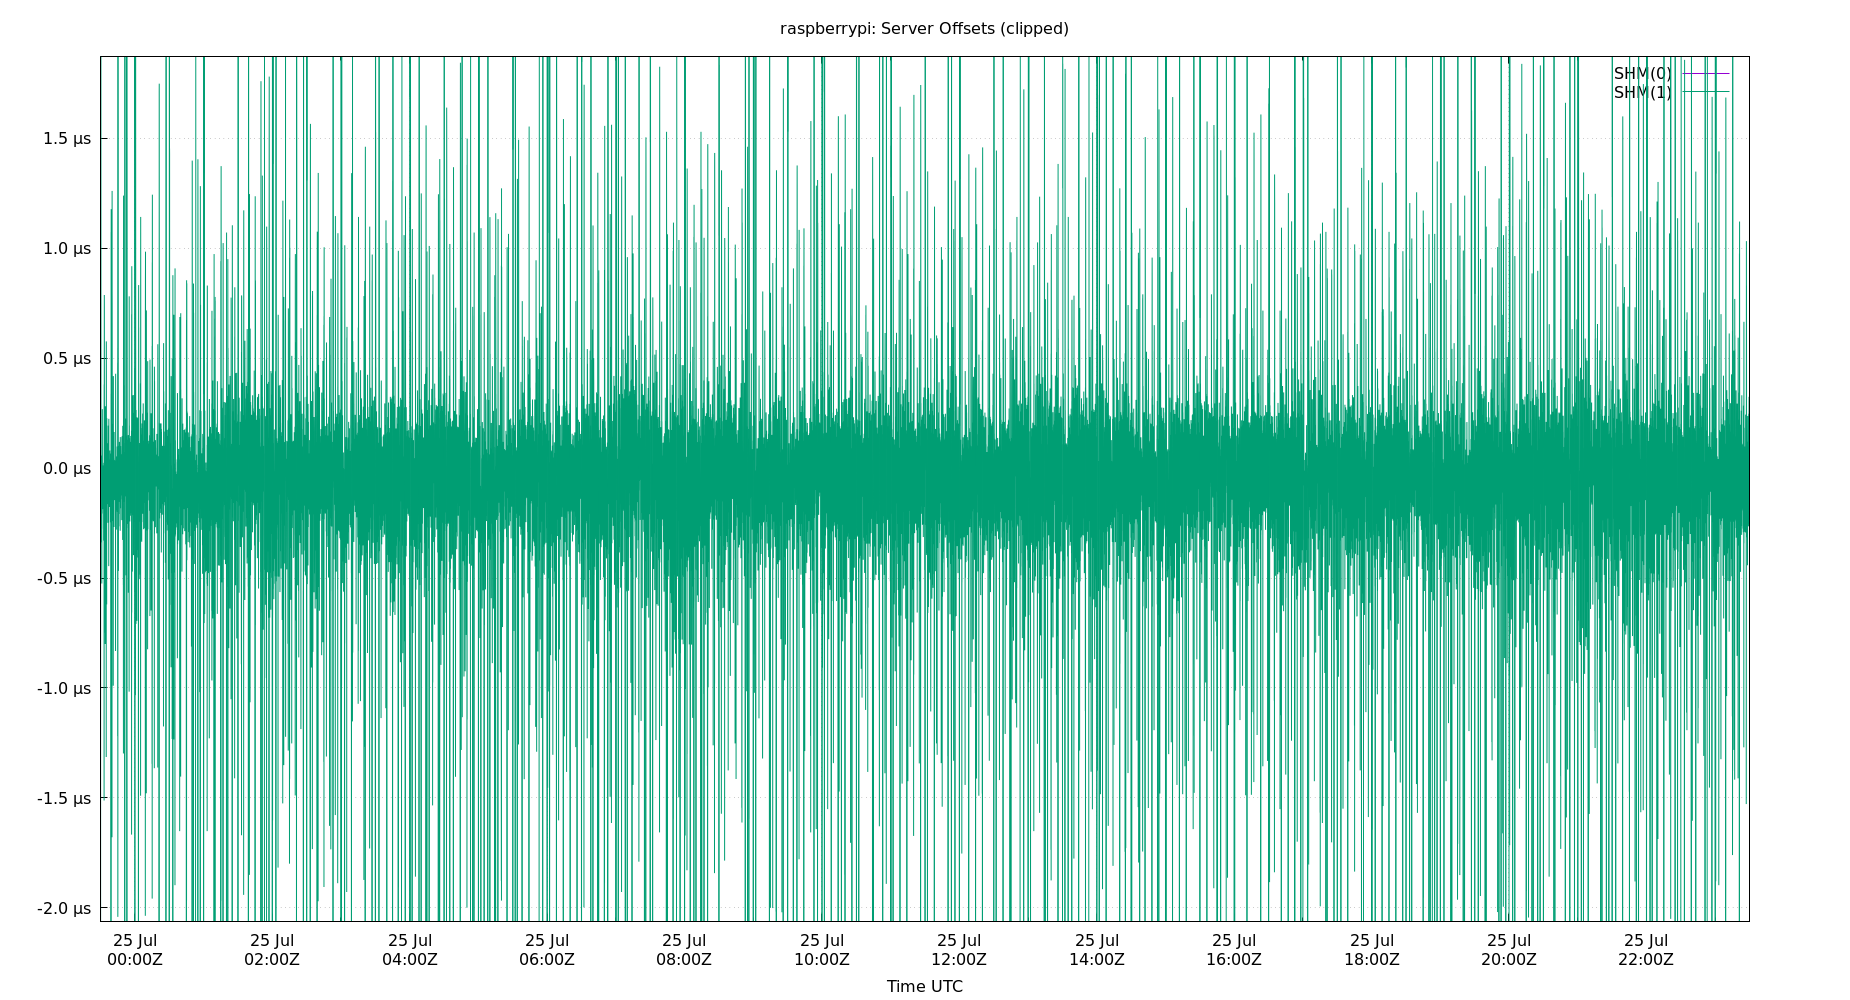 raspberrypi: Server Offsets (clipped)
SHM(0)
SHM(1)
1.5 µs
1.0 µs
0.5 µs
0.0 µs
-0.5 µs
-1.0 µs
-1.5 µs
-2.0 µs
25 Jul 25 Jul 25 Jul 25 Jul 25 Jul 25 Jul 25 Jul 25 Jul 25 Jul 25 Jul 25 Jul 25 Jul
00:00Z 02:00Z 04:00Z 06:00Z 08:00Z 10:00Z 12:00Z 14:00Z 16:00Z 18:00Z 20:00Z 22:00Z
Time UTC